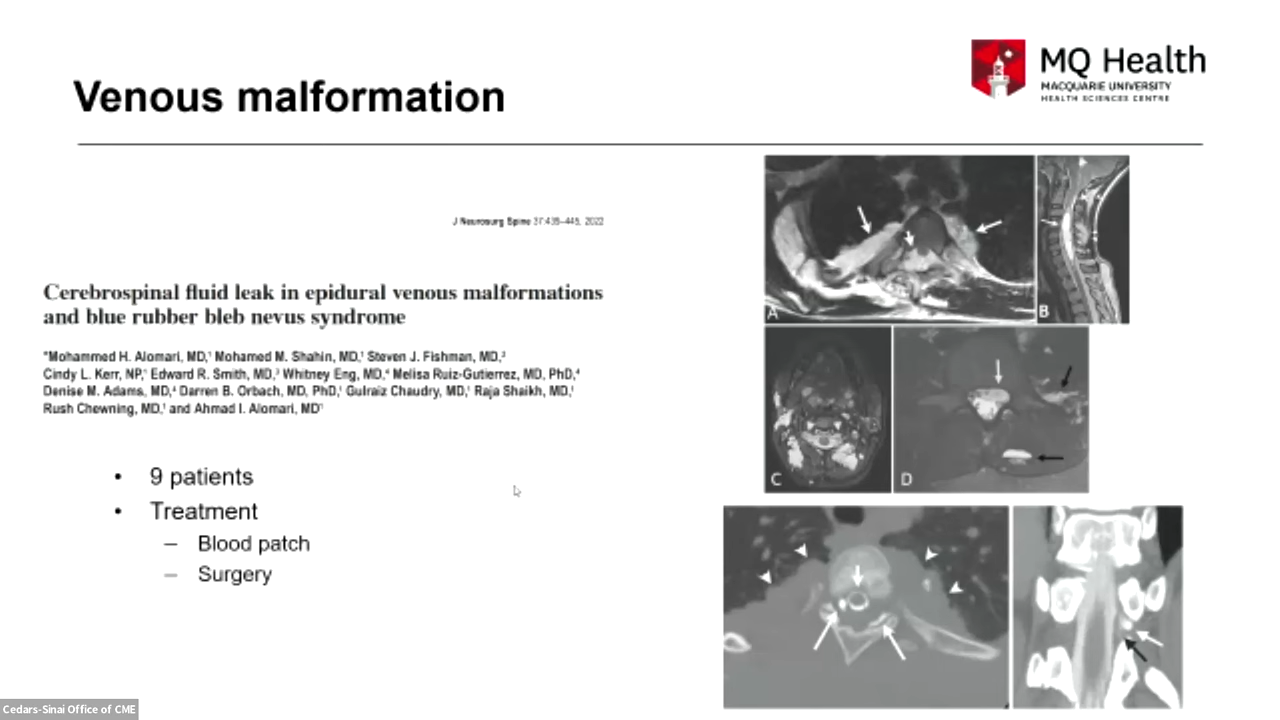 Venous malformation
MQ Health
MACQUARIE UNIVERSITY
HEALTH SCIENCES CENTRE
J Neurosurg Spine 37:439–445, 2022
Cerebrospinal fluid leak in epidural venous malformations
and blue rubber bleb nevus syndrome
*Mohammed H. Alomari, MD,¹ Mohamed M. Shahin, MD,¹ Steven J. Fishman, MD,²
Cindy L. Kerr, NP,¹ Edward R. Smith, MD,³ Whitney Eng, MD,⁴ Melisa Ruiz-Gutierrez, MD, PhD,⁴
Denise M. Adams, MD,⁴ Darren B. Orbach, MD, PhD,¹ Gulraiz Chaudry, MD,¹ Raja Shaikh, MD,¹
Rush Chewning, MD,¹ and Ahmad I. Alomari, MD¹
• 9 patients
• Treatment
– Blood patch
– Surgery
A
B
C
D
Cedars-Sinai Office of CME